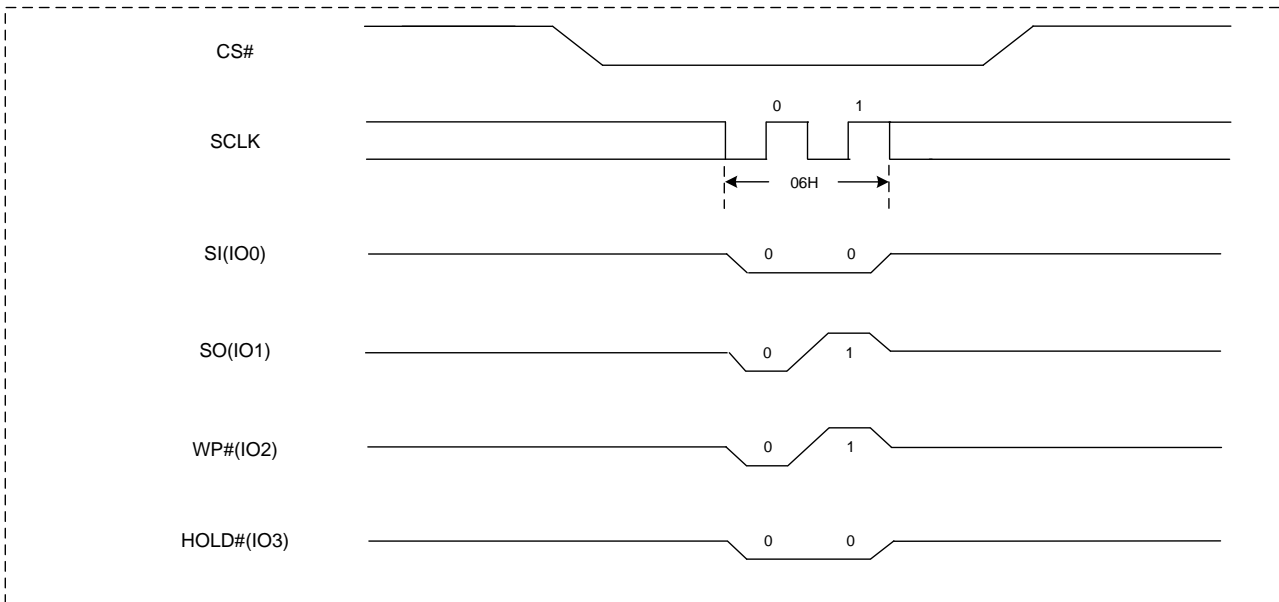 CS#
0 1
SCLK
06H
SI(IO0) 0 0
SO(IO1) 0 1
WP#(IO2) 0 1
HOLD#(IO3) 0 0